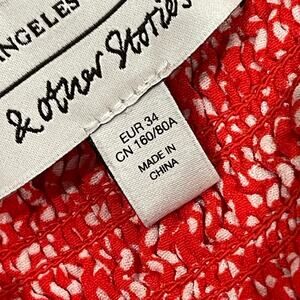 ANGELES
& other Stories
EUR 34
CN 160/80A
MADE IN
CHINA